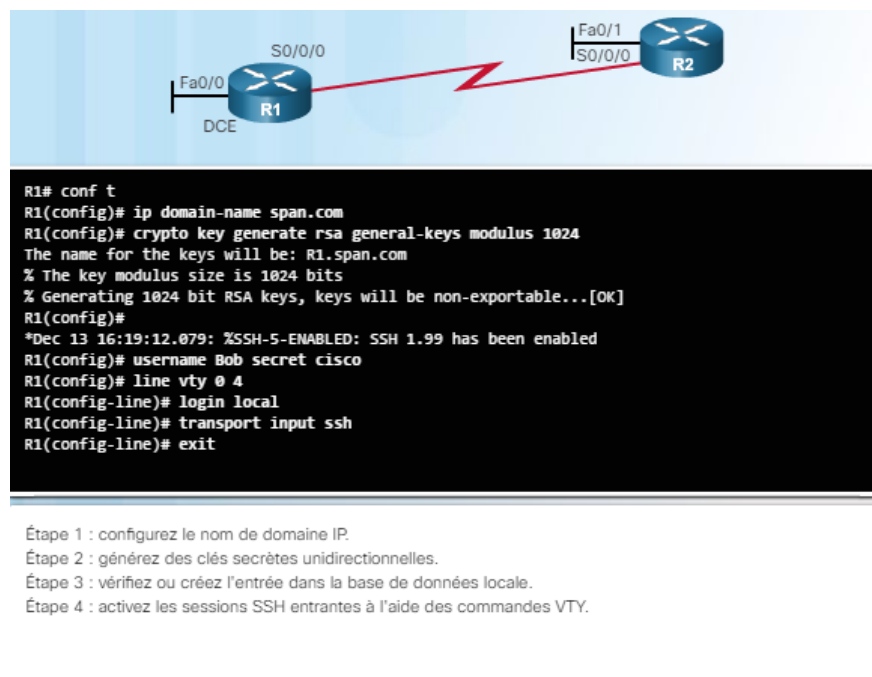 Fa0/1
S0/0/0
S0/0/0
R2
Fa0/0
R1
DCE
R1# conf t
R1(config)# ip domain-name span.com
R1(config)# crypto key generate rsa general-keys modulus 1024
The name for the keys will be: R1.span.com
% The key modulus size is 1024 bits
% Generating 1024 bit RSA keys, keys will be non-exportable...[OK]
R1(config)#
*Dec 13 16:19:12.079: %SSH-5-ENABLED: SSH 1.99 has been enabled
R1(config)# username Bob secret cisco
R1(config)# line vty 0 4
R1(config-line)# login local
R1(config-line)# transport input ssh
R1(config-line)# exit
Étape 1 : configurez le nom de domaine IP.
Étape 2 : générez des clés secrètes unidirectionnelles.
Étape 3 : vérifiez ou créez l'entrée dans la base de données locale.
Étape 4 : activez les sessions SSH entrantes à l'aide des commandes VTY.